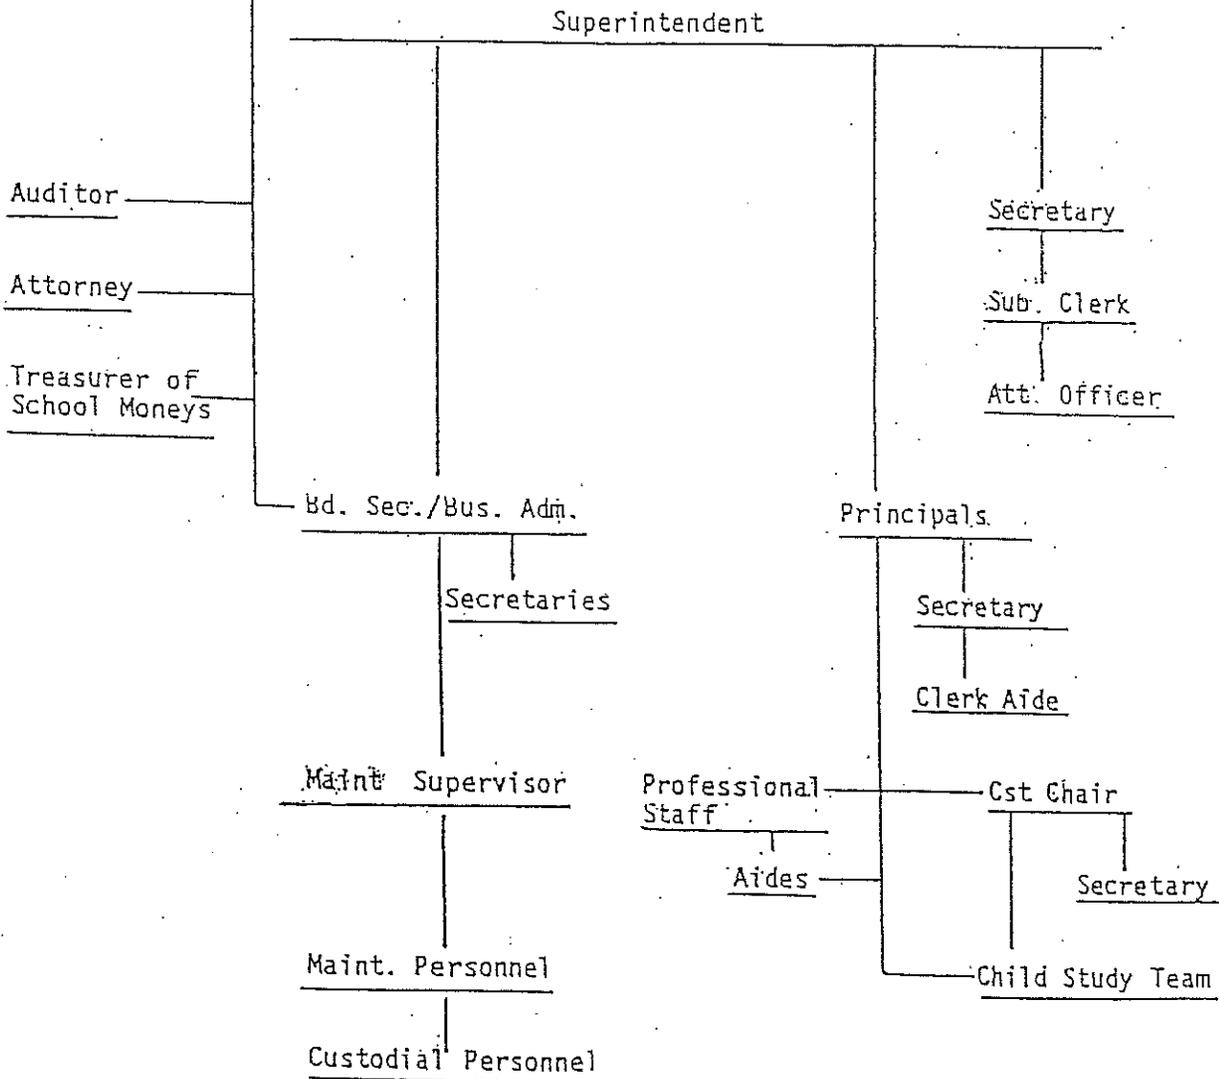 Superintendent
Auditor
Secretary
Attorney
Sub. Clerk
Treasurer of
School Moneys
Att. Officer
Bd. Sec./Bus. Adm.
Principals
Secretaries
Secretary
Clerk Aide
Maint Supervisor
Professional
Staff
Cst Chair
Aides
Secretary
Maint. Personnel
Child Study Team
Custodial Personnel